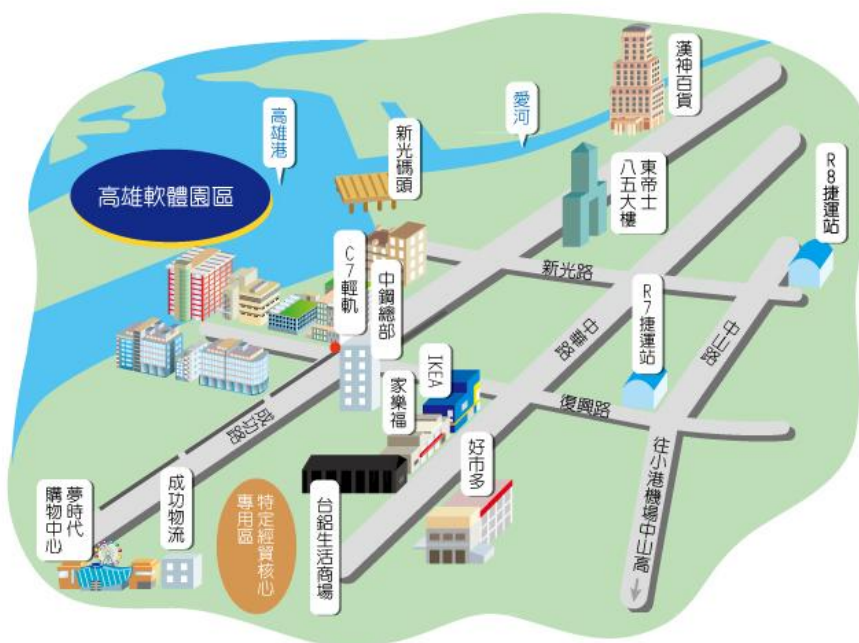 漢神百貨
愛河
高雄港
新光碼頭
高雄軟體園區
東帝士
八五大樓
R8捷運站
C7輕軌
中鋼總部
新光路
R7捷運站
中華路
中山路
IKEA
家樂福
復興路
成功路
好市多
往小港機場中山高
夢時代
購物中心
成功物流
特定經貿核心
專用區
台鋁生活商場